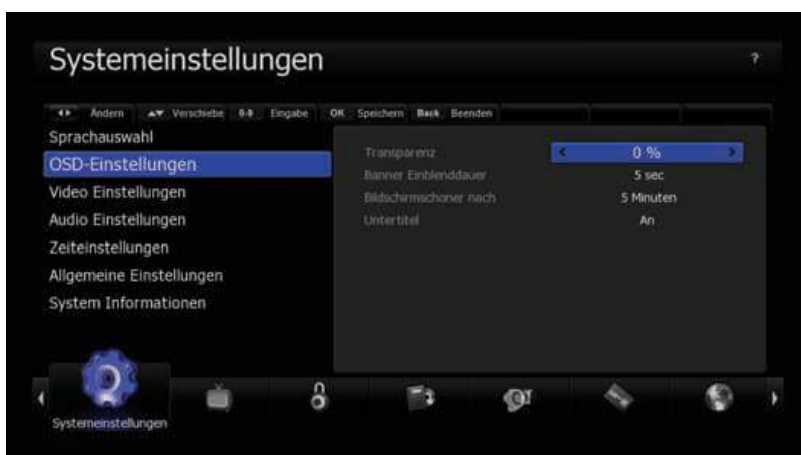 Systemeinstellungen ?
Ändern Verschiebe 0-9 Eingabe OK Speichern Back Beenden
Sprachauswahl
OSD-Einstellungen
Video Einstellungen
Audio Einstellungen
Zeiteinstellungen
Allgemeine Einstellungen
System Informationen
Transparenz 0 %
Banner Einblenddauer 5 sec
Bildschirmschoner nach 5 Minuten
Untertitel An
Systemeinstellungen